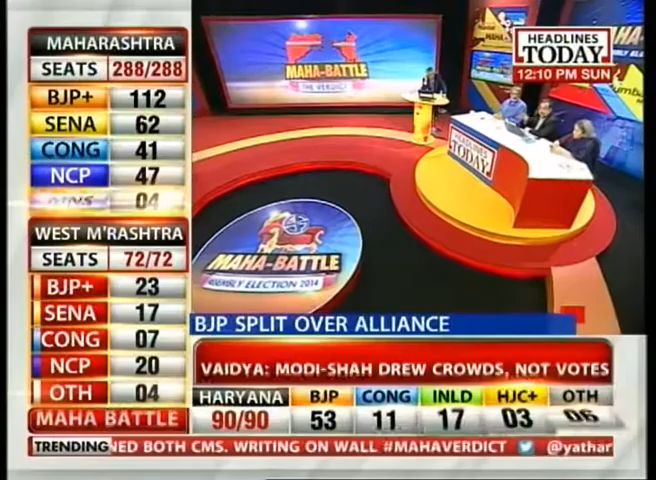 MAHARASHTRA
SEATS 288/288
BJP+ 112
SENA 62
CONG 41
NCP 47
04
WEST M'RASHTRA
SEATS 72/72
BJP+ 23
SENA 17
CONG 07
NCP 20
OTH 04
MAHA BATTLE
HEADLINES
TODAY
12:10 PM SUN
MAHA-BATTLE
THE VERDICT
HEADLINES
TODAY
MAHA-BATTLE
ASSEMBLY ELECTION 2014
BJP SPLIT OVER ALLIANCE
VAIDYA: MODI-SHAH DREW CROWDS, NOT VOTES
HARYANA BJP CONG INLD HJC+ OTH
90/90 53 11 17 03 06
TRENDING NED BOTH CMS. WRITING ON WALL #MAHAVERDICT @yathar